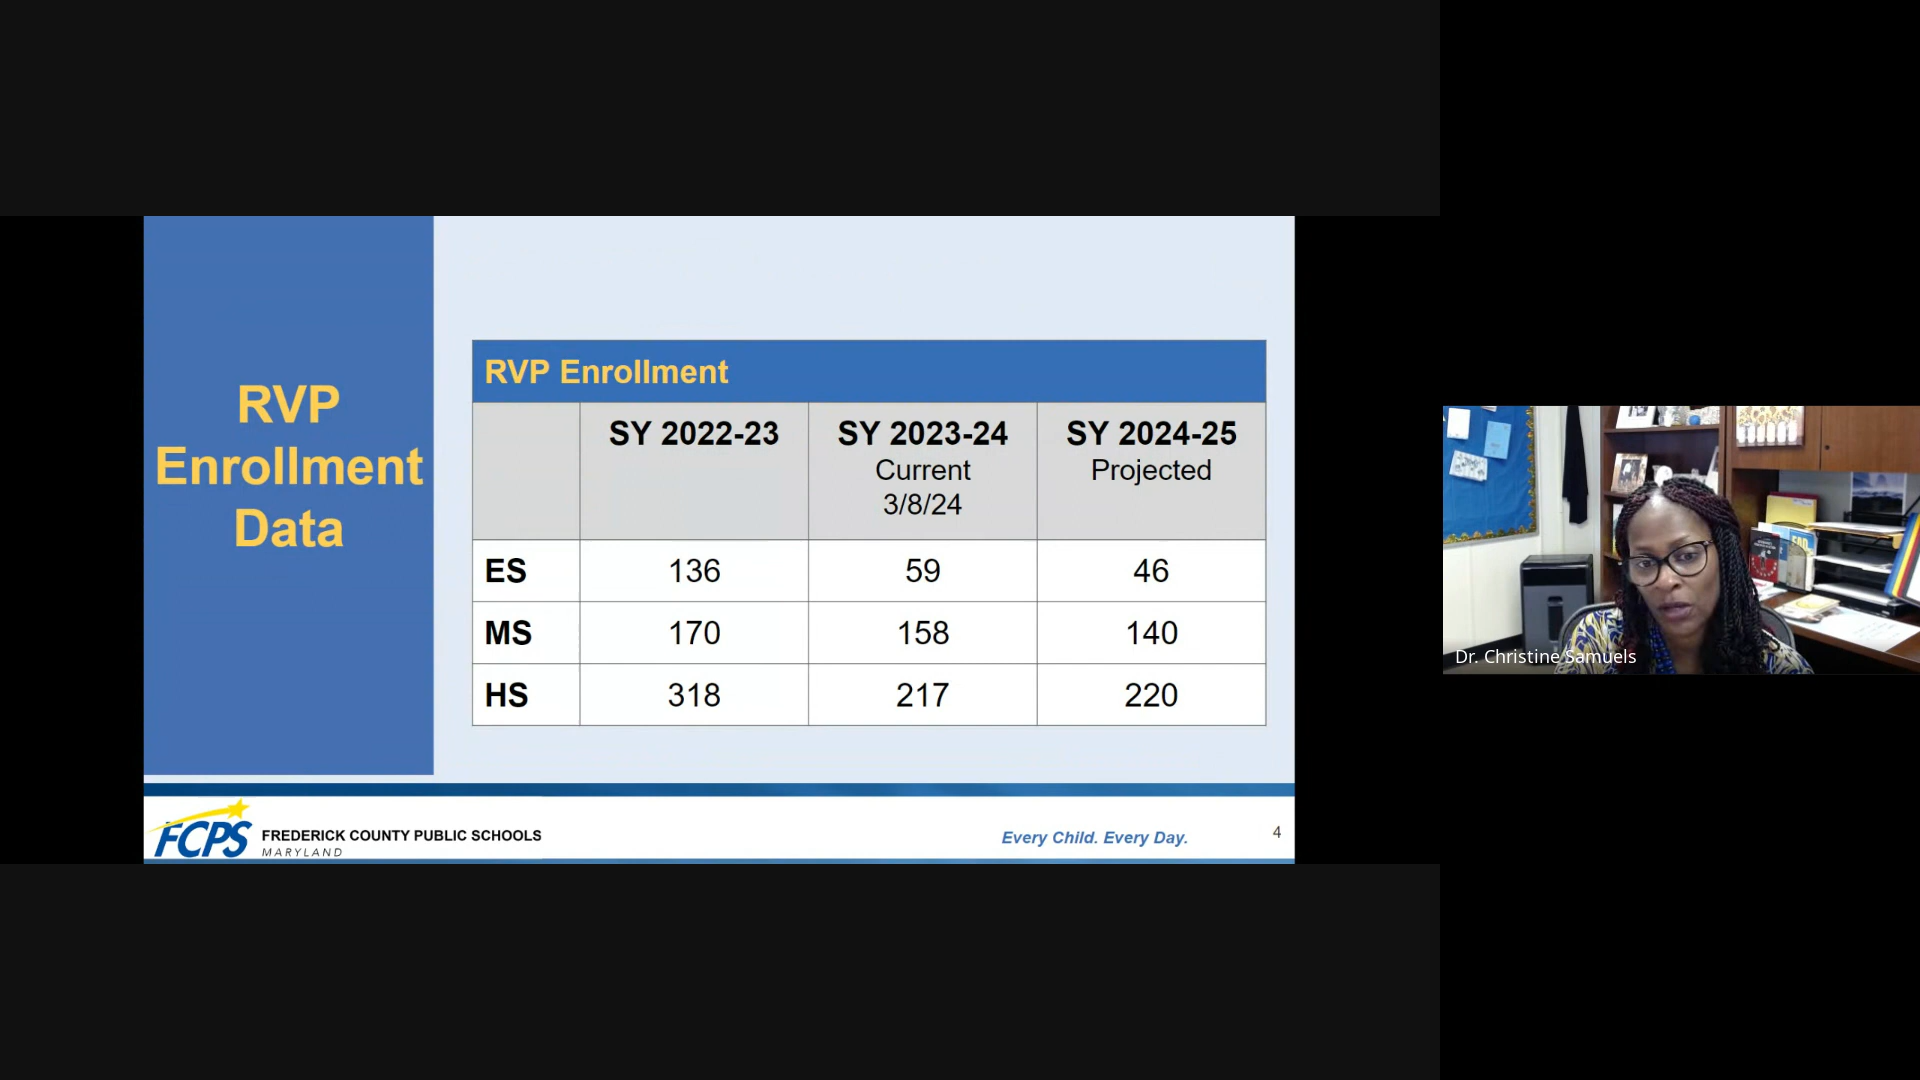 RVP
Enrollment
Data
RVP Enrollment
SY 2022-23 SY 2023-24 SY 2024-25
Current Projected
3/8/24
ES 136 59 46
MS 170 158 140
HS 318 217 220
FCPS FREDERICK COUNTY PUBLIC SCHOOLS
MARYLAND
Every Child. Every Day.
4
Dr. Christine Samuels